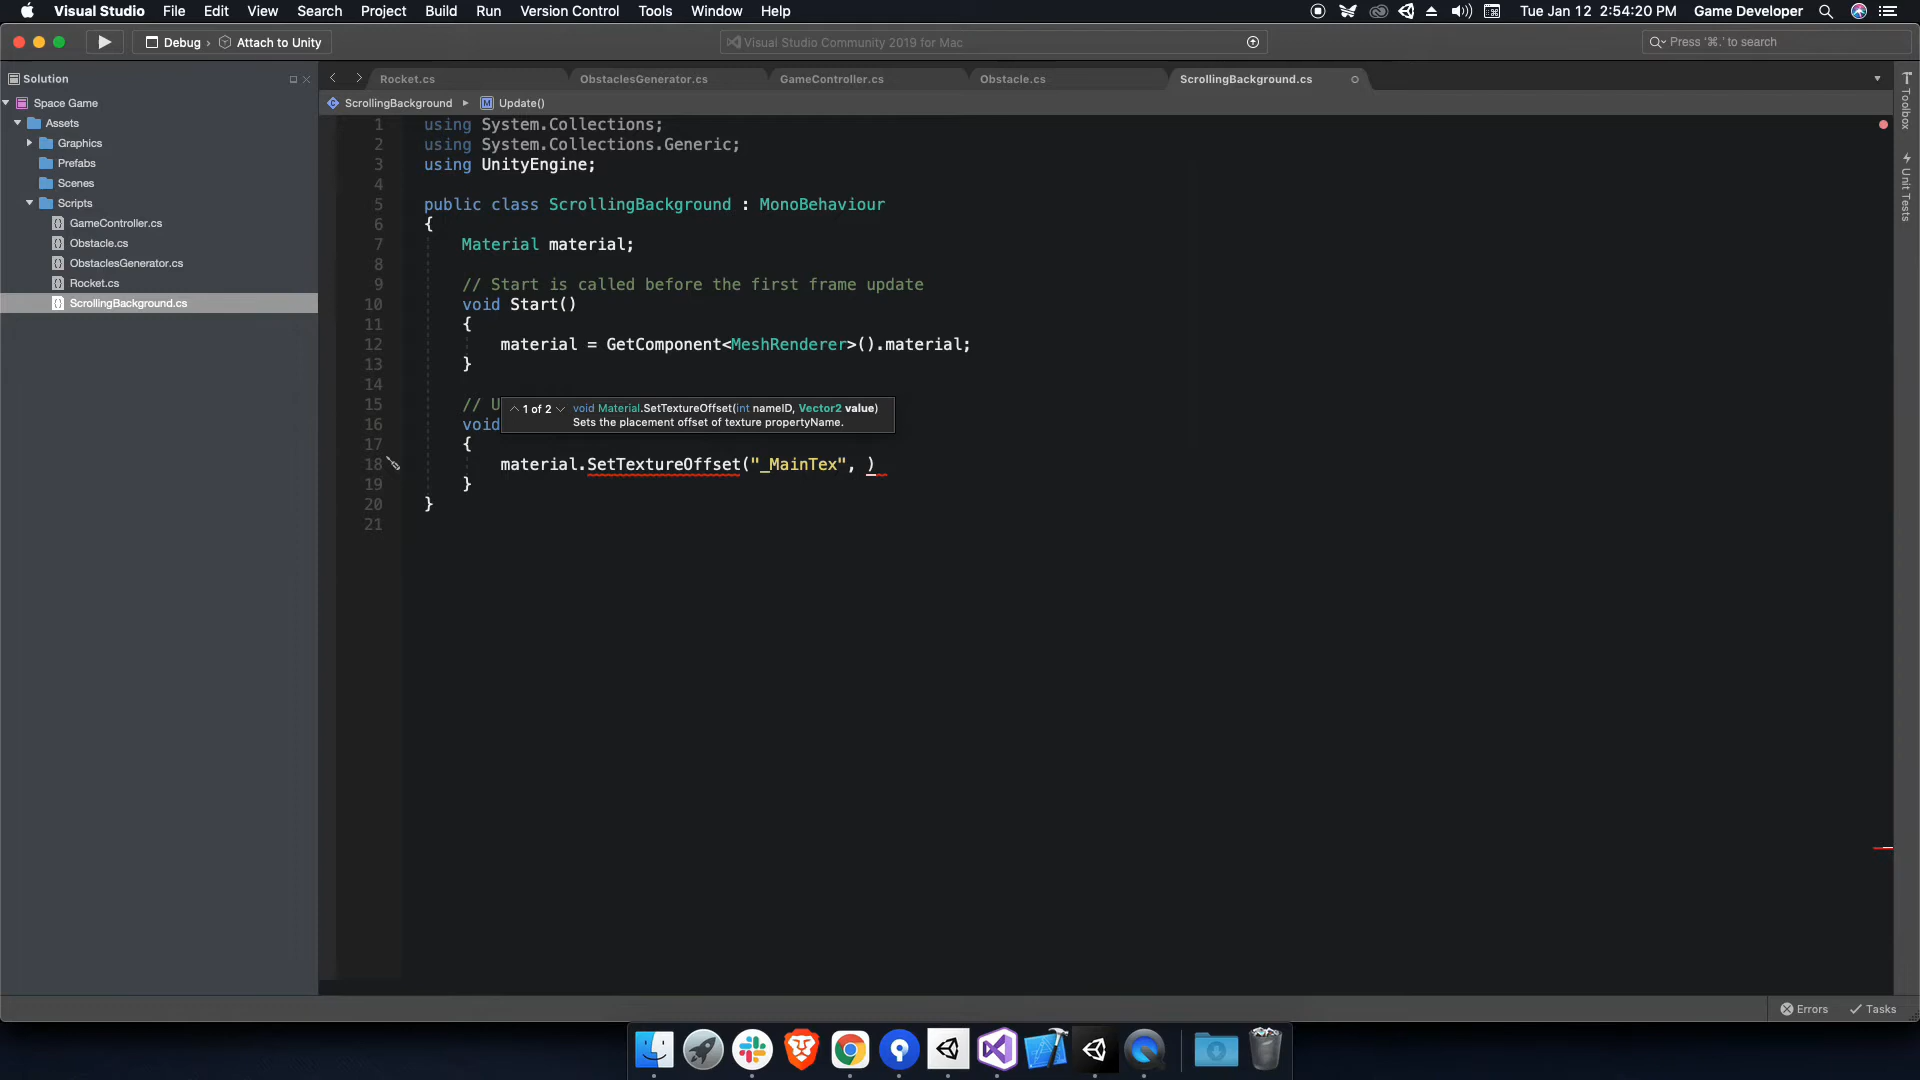 Visual Studio File Edit View Search Project Build Run Version Control Tools Window Help Tue Jan 12 2:54:20 PM Game Developer
Debug › Attach to Unity Visual Studio Community 2019 for Mac Press '⌘.' to search
Solution
Space Game
Assets
Graphics
Prefabs
Scenes
Scripts
GameController.cs
Obstacle.cs
ObstaclesGenerator.cs
Rocket.cs
ScrollingBackground.cs
Rocket.cs ObstaclesGenerator.cs GameController.cs Obstacle.cs ScrollingBackground.cs
ScrollingBackground ▸ M Update()
1 using System.Collections;
2 using System.Collections.Generic;
3 using UnityEngine;
4
5 public class ScrollingBackground : MonoBehaviour
6 {
7 Material material;
8
9 // Start is called before the first frame update
10 void Start()
11 {
12 material = GetComponent<MeshRenderer>().material;
13 }
14
15 // U
16 void
1 of 2 void Material.SetTextureOffset(int nameID, Vector2 value)
Sets the placement offset of texture propertyName.
17 {
18 material.SetTextureOffset("_MainTex", )
19 }
20 }
21
Toolbox
Unit Tests
Errors Tasks